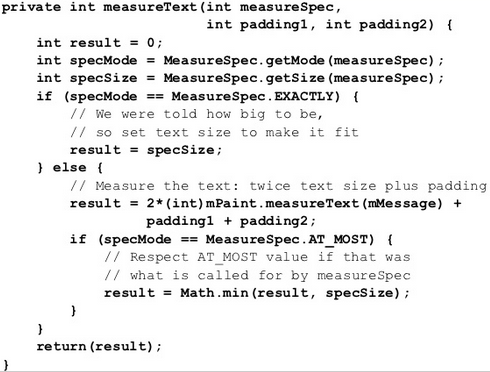 private int measureText(int measureSpec,
                        int padding1, int padding2) {
    int result = 0;
    int specMode = MeasureSpec.getMode(measureSpec);
    int specSize = MeasureSpec.getSize(measureSpec);
    if (specMode == MeasureSpec.EXACTLY) {
        // We were told how big to be,
        // so set text size to make it fit
        result = specSize;
    } else {
        // Measure the text: twice text size plus padding
        result = 2*(int)mPaint.measureText(mMessage) +
                 padding1 + padding2;
        if (specMode == MeasureSpec.AT_MOST) {
            // Respect AT_MOST value if that was
            // what is called for by measureSpec
            result = Math.min(result, specSize);
        }
    }
    return(result);
}